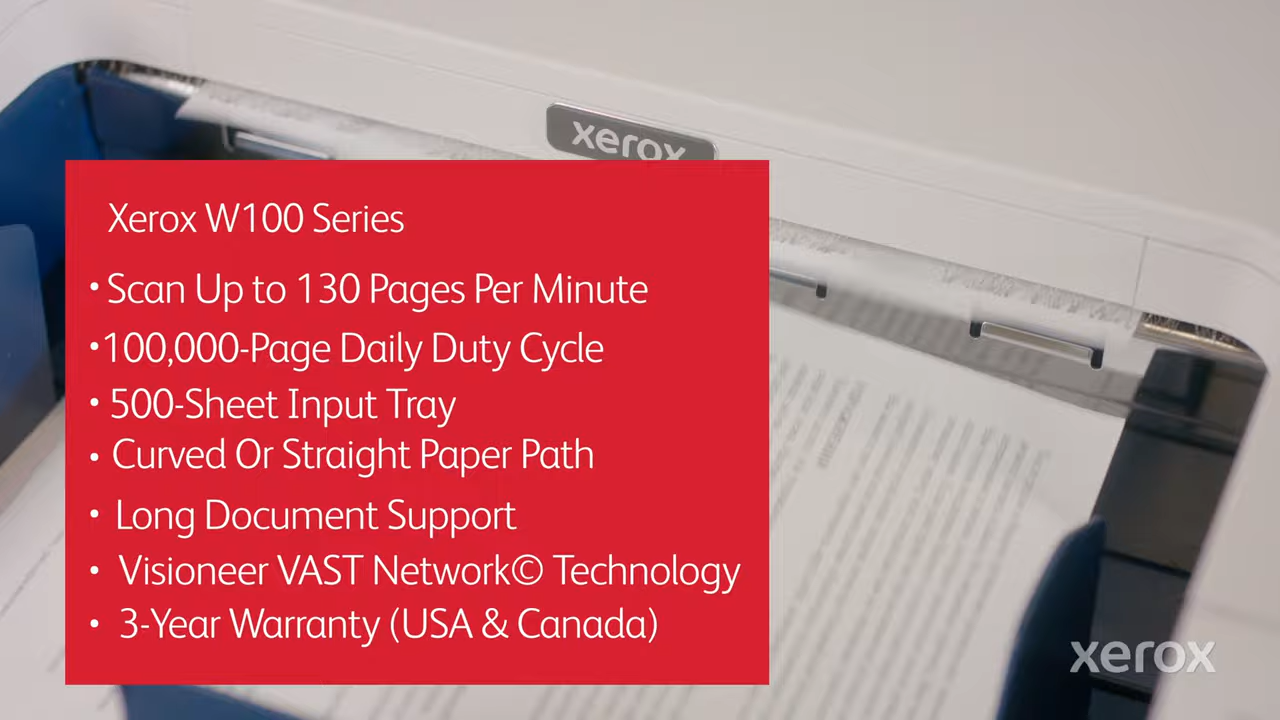 xerox
Xerox W100 Series
• Scan Up to 130 Pages Per Minute
• 100,000-Page Daily Duty Cycle
• 500-Sheet Input Tray
• Curved Or Straight Paper Path
• Long Document Support
• Visioneer VAST Network© Technology
• 3-Year Warranty (USA & Canada)
xerox